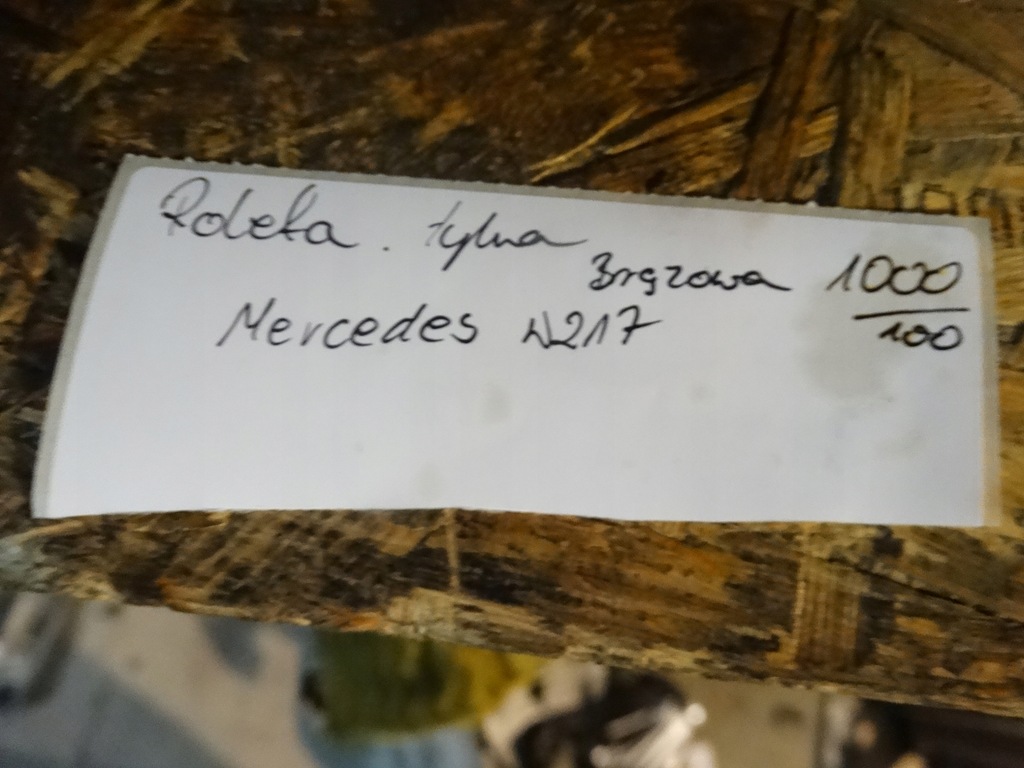 Roleta. tylna
Brązowa 1000
Mercedes W217 100